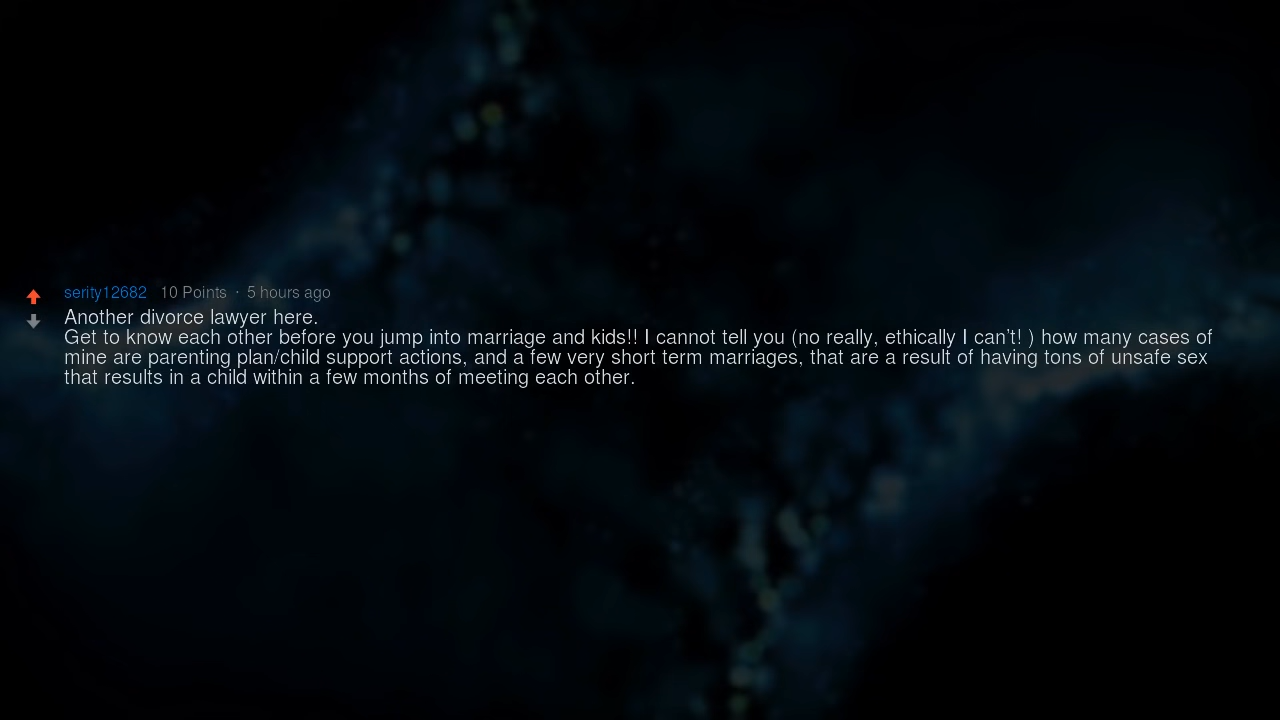 serity12682 10 Points · 5 hours ago
Another divorce lawyer here.
Get to know each other before you jump into marriage and kids!! I cannot tell you (no really, ethically I can't! ) how many cases of
mine are parenting plan/child support actions, and a few very short term marriages, that are a result of having tons of unsafe sex
that results in a child within a few months of meeting each other.